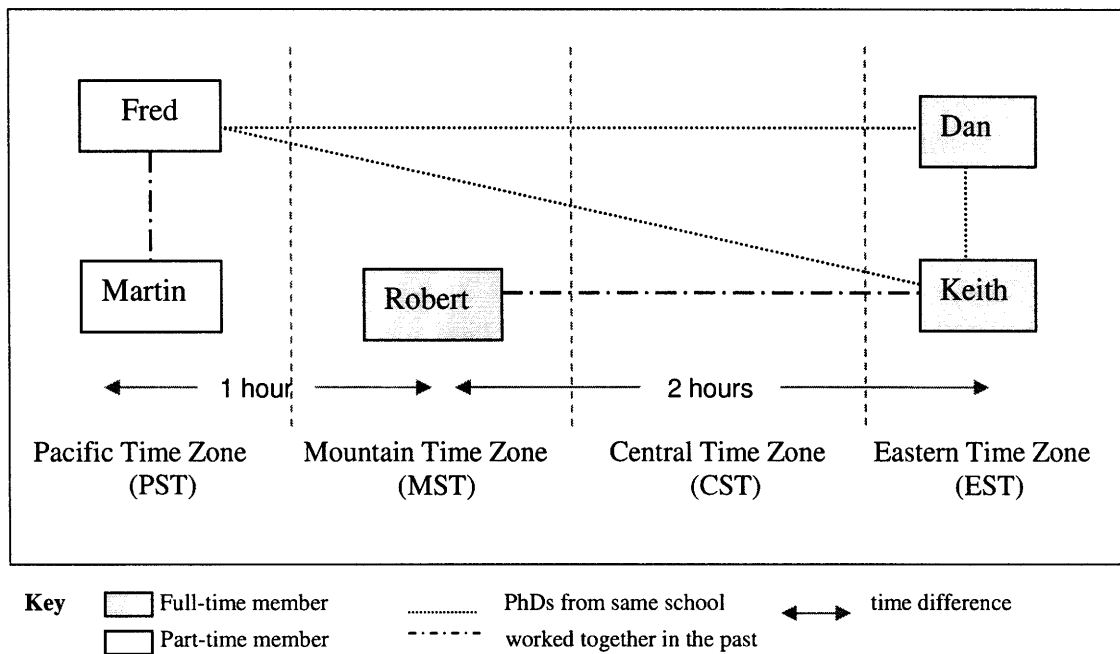 Fred
Dan
Martin
Robert
Keith
1 hour
2 hours
Pacific Time Zone
(PST)
Mountain Time Zone
(MST)
Central Time Zone
(CST)
Eastern Time Zone
(EST)
Key
Full-time member
PhDs from same school
time difference
Part-time member
worked together in the past